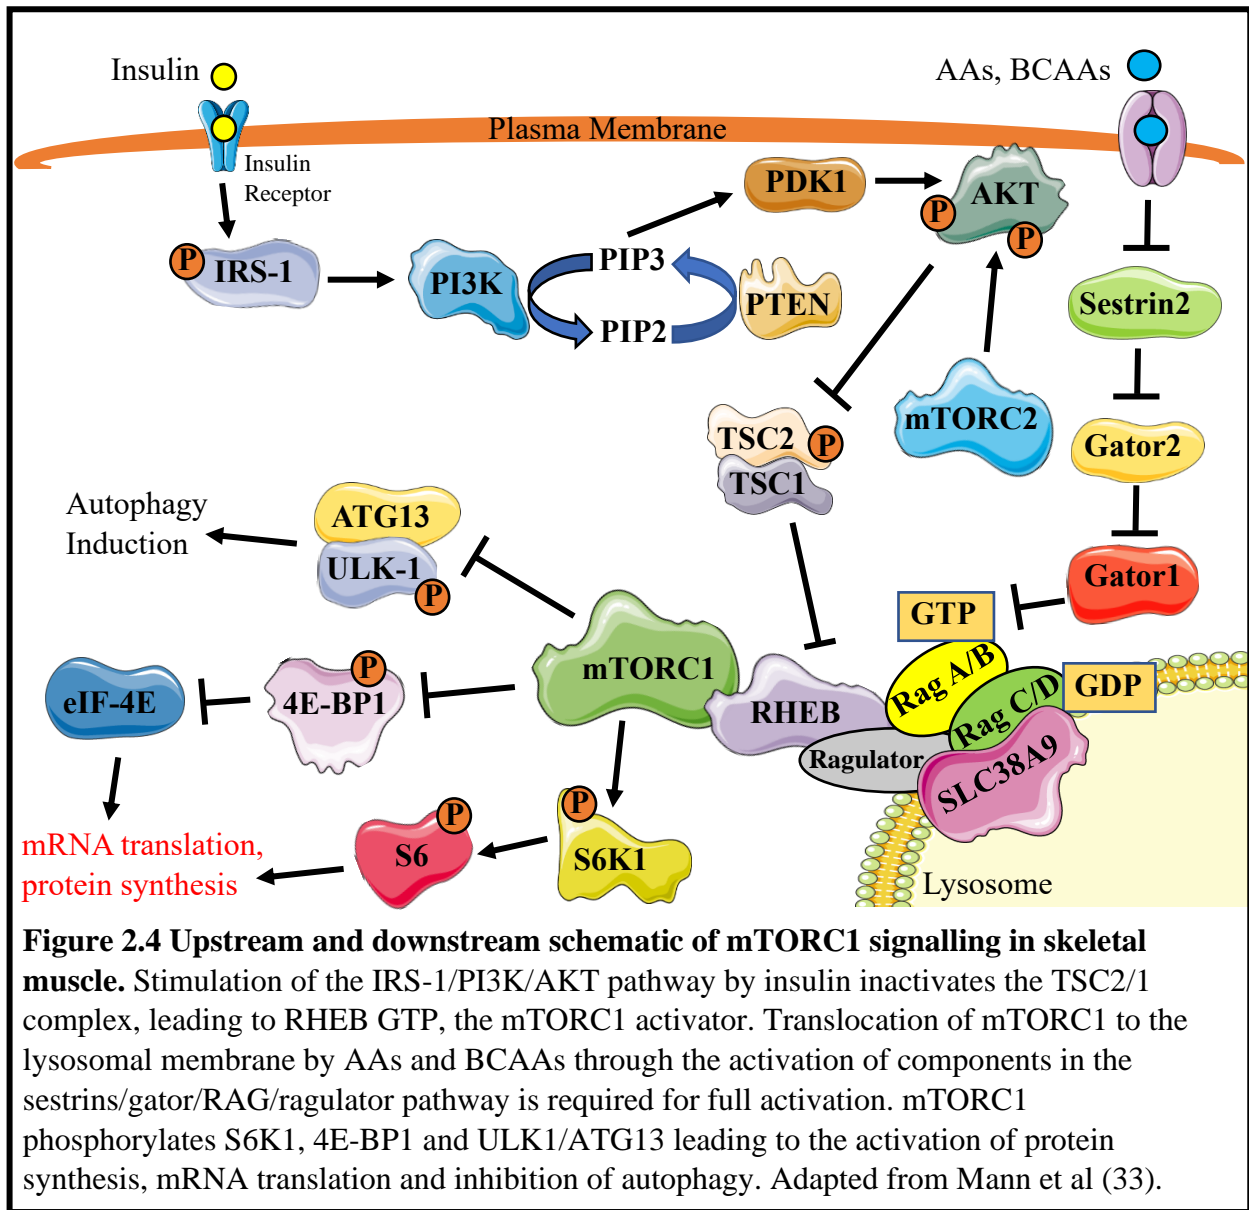 Insulin
AAs, BCAAs
Plasma Membrane
Insulin
Receptor
PDK1
AKT
P
P
P
IRS-1
PI3K
PIP3
PIP2
PTEN
Sestrin2
mTORC2
TSC2
P
TSC1
Gator2
Autophagy
Induction
ATG13
ULK-1
P
Gator1
GTP
mTORC1
RHEB
Rag A/B
Rag C/D
GDP
eIF-4E
P
4E-BP1
Ragulator
SLC38A9
mRNA translation,
protein synthesis
P
S6
P
S6K1
Lysosome
Figure 2.4 Upstream and downstream schematic of mTORC1 signalling in skeletal
muscle. Stimulation of the IRS-1/PI3K/AKT pathway by insulin inactivates the TSC2/1
complex, leading to RHEB GTP, the mTORC1 activator. Translocation of mTORC1 to the
lysosomal membrane by AAs and BCAAs through the activation of components in the
sestrins/gator/RAG/ragulator pathway is required for full activation. mTORC1
phosphorylates S6K1, 4E-BP1 and ULK1/ATG13 leading to the activation of protein
synthesis, mRNA translation and inhibition of autophagy. Adapted from Mann et al (33).